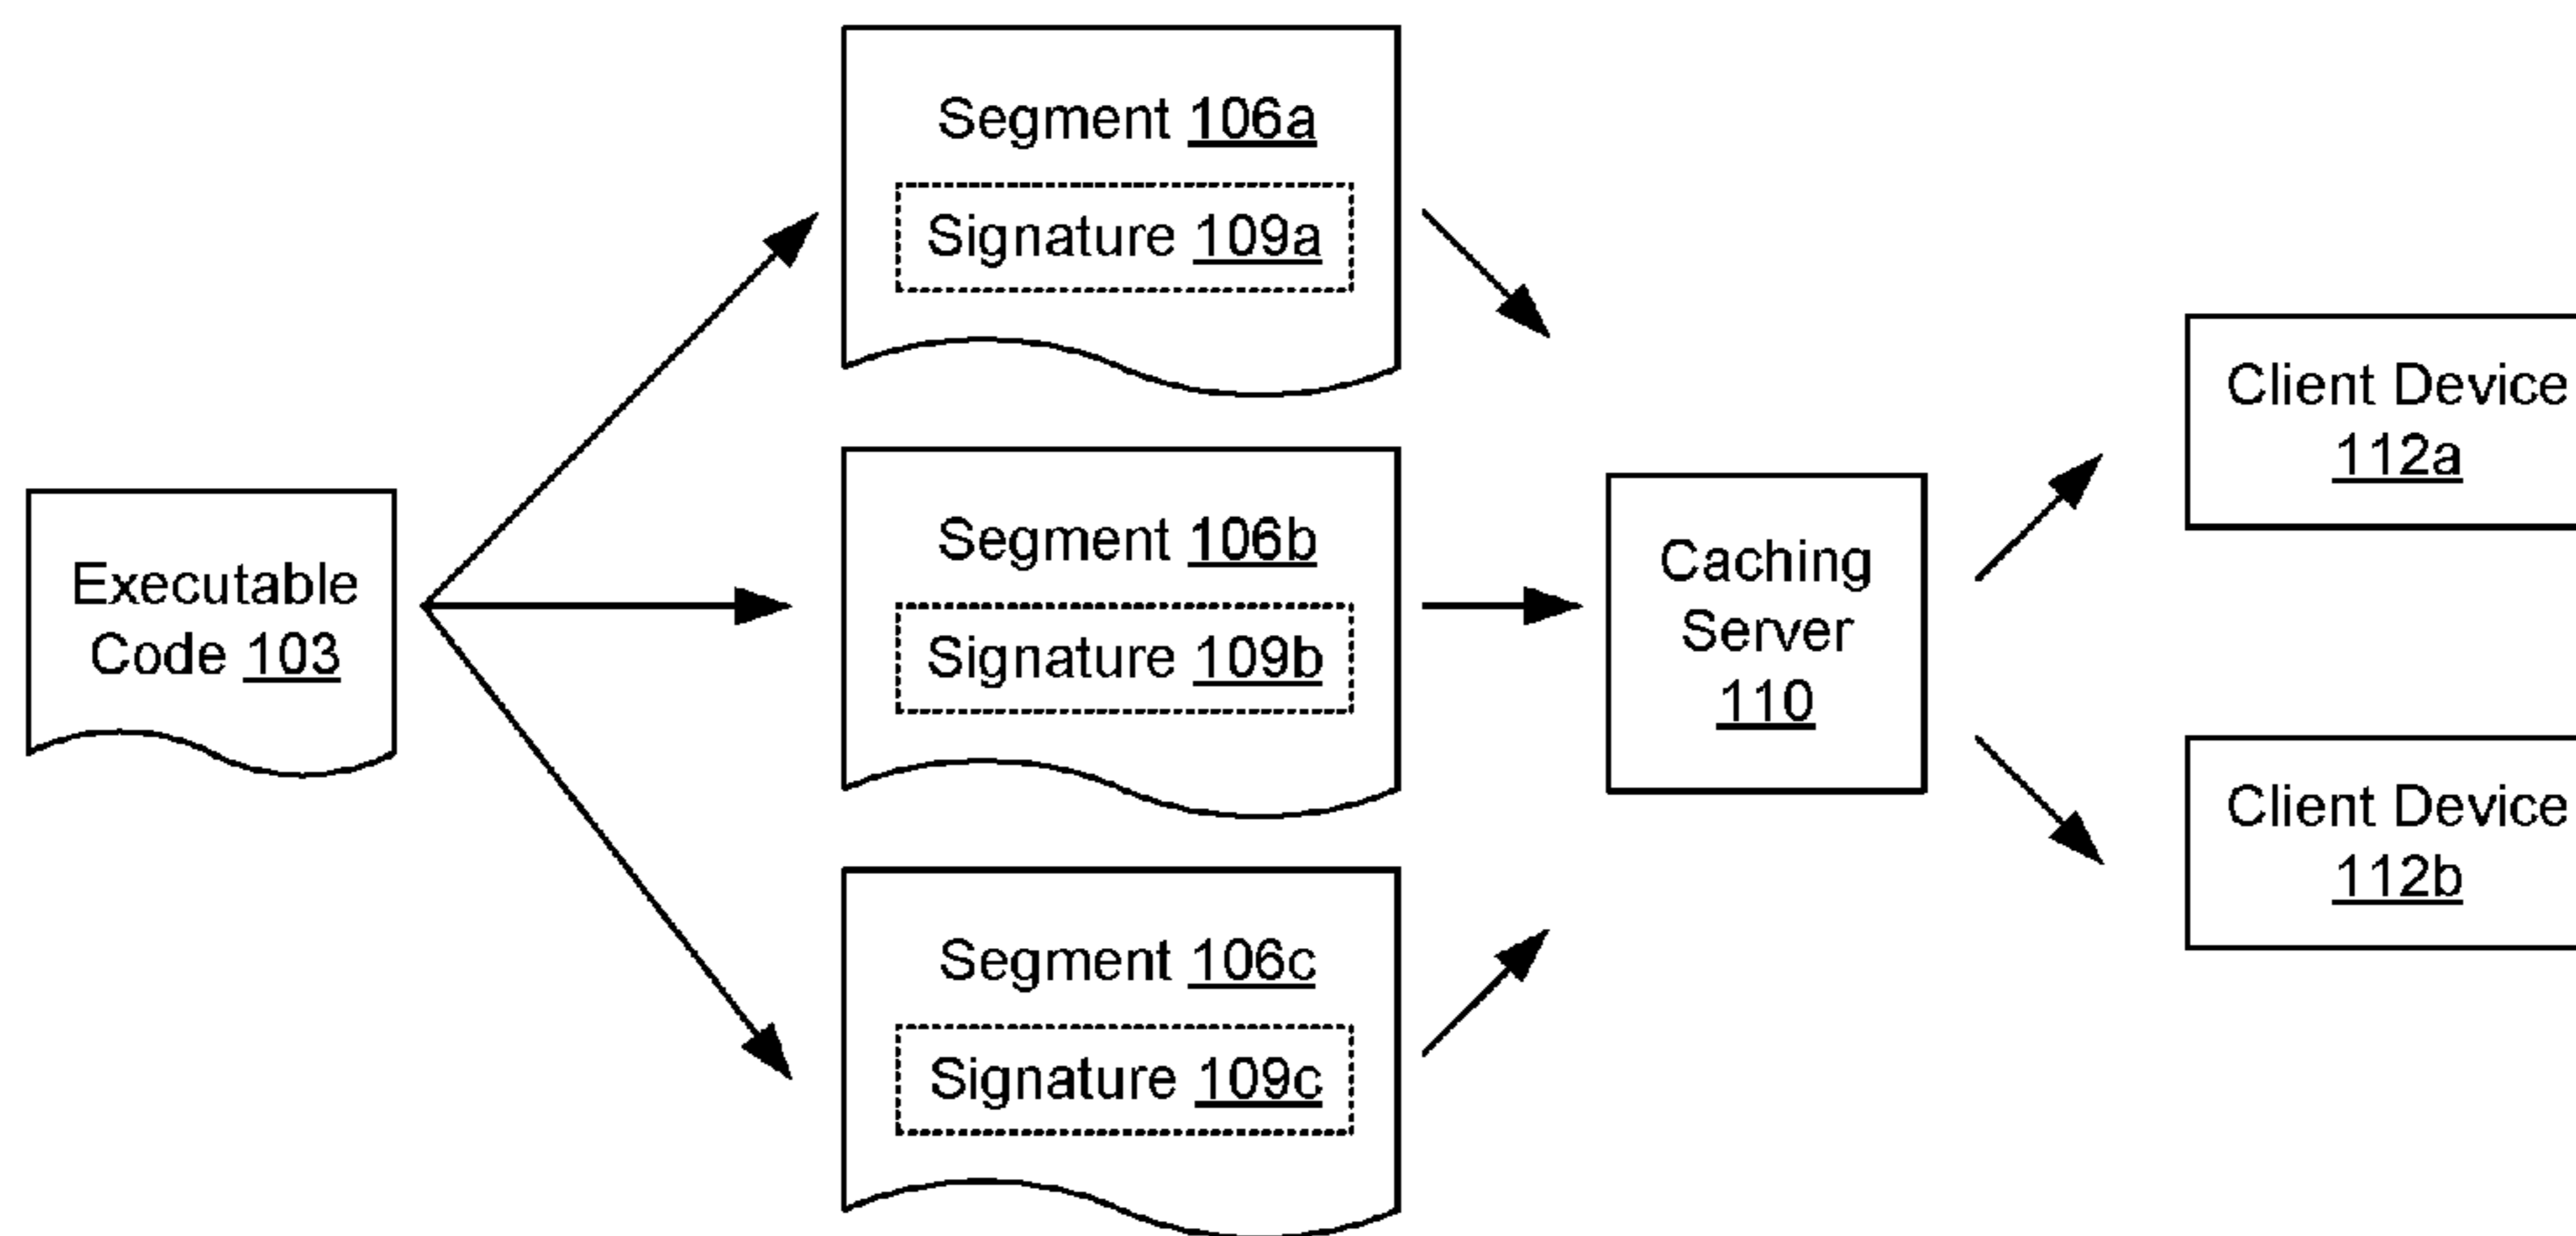 Executable
Code 103
Segment 106a
Signature 109a
Segment 106b
Signature 109b
Segment 106c
Signature 109c
Caching
Server
110
Client Device
112a
Client Device
112b